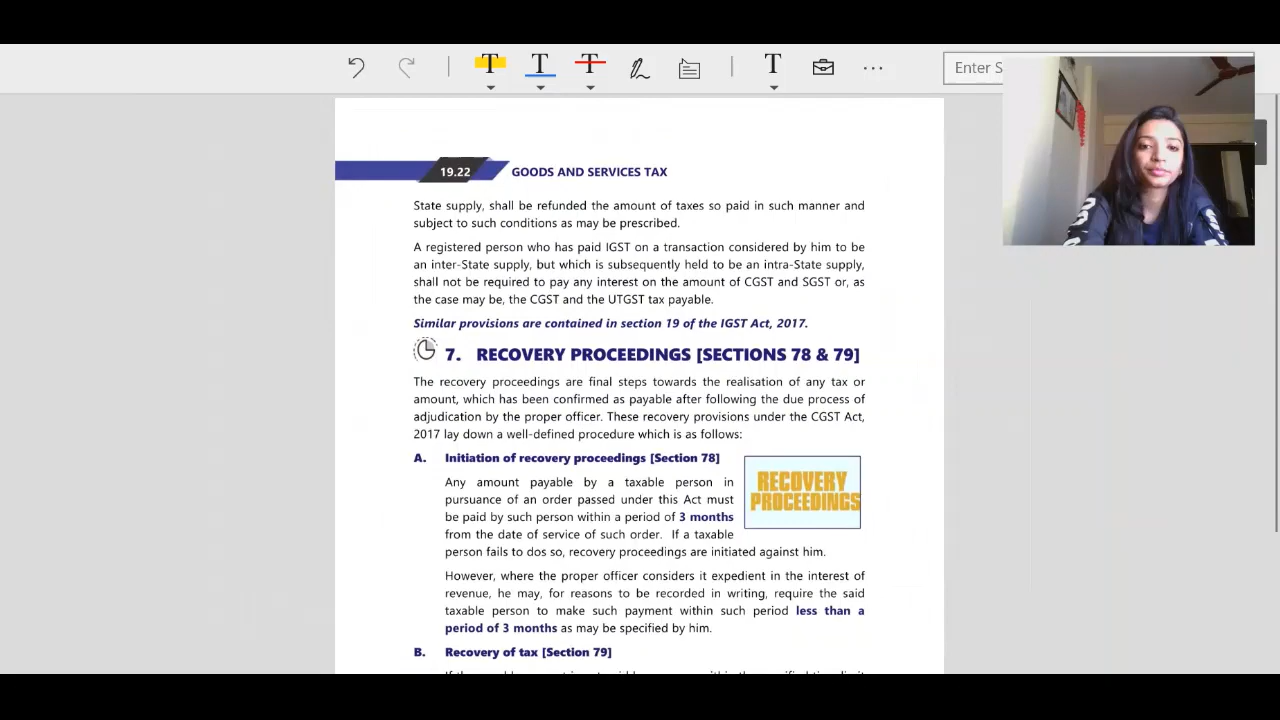 T T T T
Enter S
19.22 GOODS AND SERVICES TAX
State supply, shall be refunded the amount of taxes so paid in such manner and
subject to such conditions as may be prescribed.
A registered person who has paid IGST on a transaction considered by him to be
an inter-State supply, but which is subsequently held to be an intra-State supply,
shall not be required to pay any interest on the amount of CGST and SGST or, as
the case may be, the CGST and the UTGST tax payable.
Similar provisions are contained in section 19 of the IGST Act, 2017.
7. RECOVERY PROCEEDINGS [SECTIONS 78 & 79]
The recovery proceedings are final steps towards the realisation of any tax or
amount, which has been confirmed as payable after following the due process of
adjudication by the proper officer. These recovery provisions under the CGST Act,
2017 lay down a well-defined procedure which is as follows:
A. Initiation of recovery proceedings [Section 78]
Any amount payable by a taxable person in
pursuance of an order passed under this Act must
be paid by such person within a period of 3 months
from the date of service of such order. If a taxable
person fails to dos so, recovery proceedings are initiated against him.
RECOVERY
PROCEEDINGS
However, where the proper officer considers it expedient in the interest of
revenue, he may, for reasons to be recorded in writing, require the said
taxable person to make such payment within such period less than a
period of 3 months as may be specified by him.
B. Recovery of tax [Section 79]